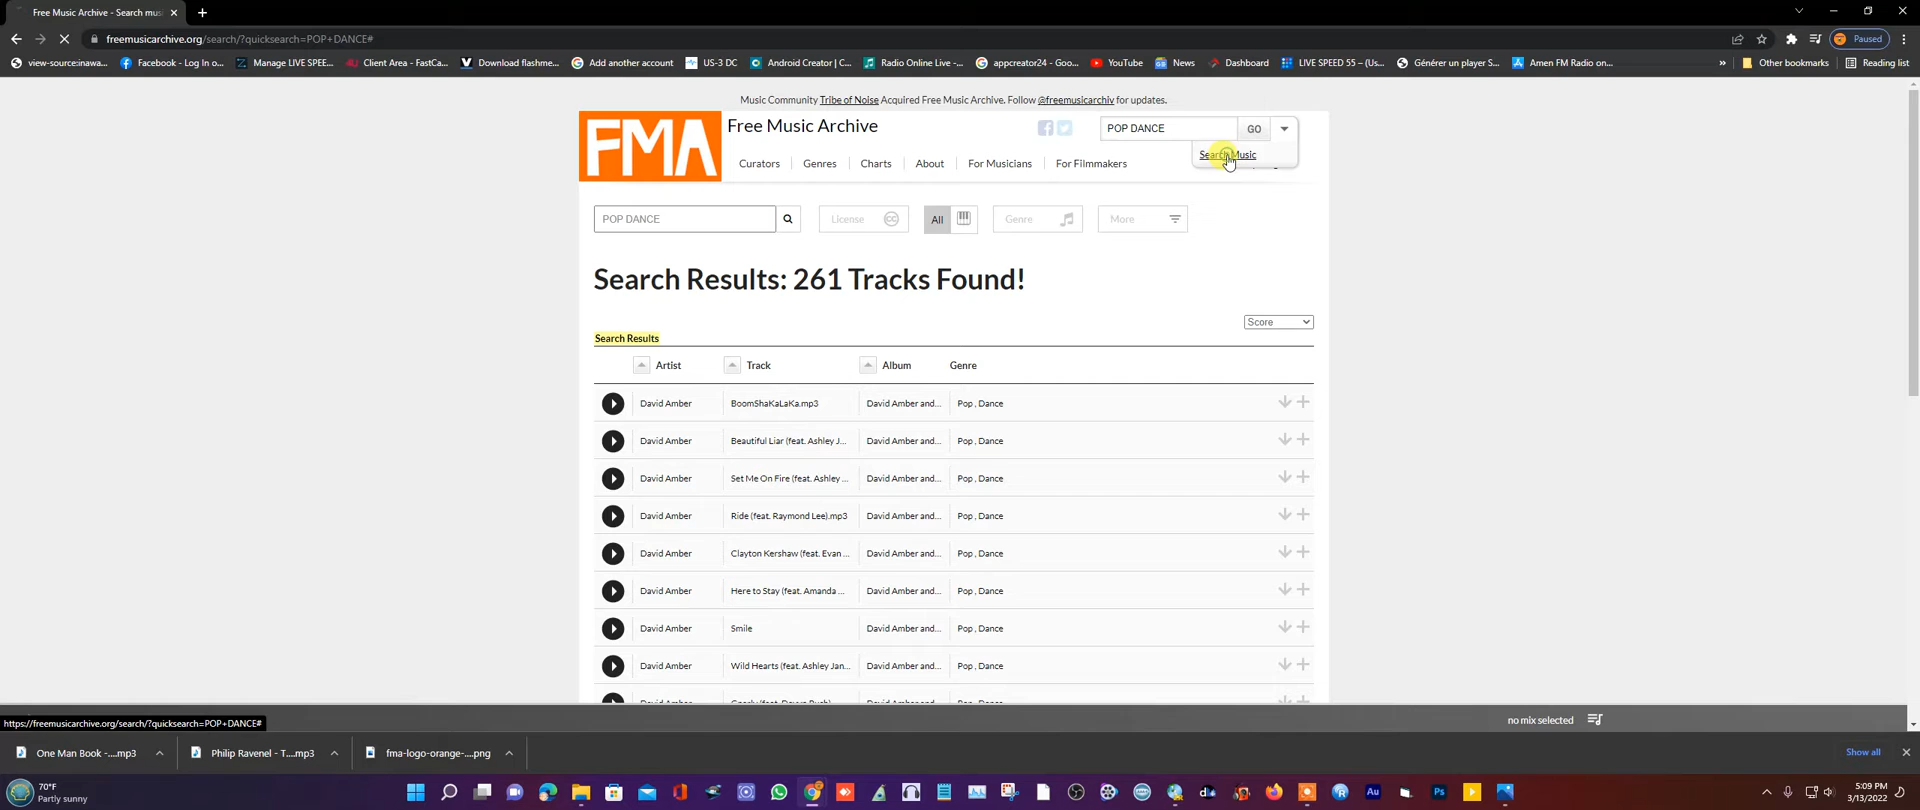 Free Music Archive - Search mus
freemusicarchive.org/search/?quicksearch=POP+DANCE#
Paused
view-source:inawa...
Facebook - Log In o...
Manage LIVE SPEE...
Client Area - FastCa...
Download flashme...
Add another account
US-3 DC
Android Creator | C...
Radio Online Live -...
appcreator24 - Goo...
YouTube
News
Dashboard
LIVE SPEED 55 – (Us...
Générer un player S...
Amen FM Radio on...
»
Other bookmarks
Reading list
Music Community Tribe of Noise Acquired Free Music Archive. Follow @freemusicarchiv for updates.
FMA
Free Music Archive
POP DANCE
GO
Search Music
Curators Genres Charts About For Musicians For Filmmakers
POP DANCE
License
All
Genre
More
Search Results: 261 Tracks Found!
Score
Search Results
Artist Track Album Genre
David Amber BoomShaKaLaKa.mp3 David Amber and... Pop , Dance
David Amber Beautiful Liar (feat. Ashley J... David Amber and... Pop , Dance
David Amber Set Me On Fire (feat. Ashley ... David Amber and... Pop , Dance
David Amber Ride (feat. Raymond Lee).mp3 David Amber and... Pop , Dance
David Amber Clayton Kershaw (feat. Evan ... David Amber and... Pop , Dance
David Amber Here to Stay (feat. Amanda ... David Amber and... Pop , Dance
David Amber Smile David Amber and... Pop , Dance
David Amber Wild Hearts (feat. Ashley Jan... David Amber and... Pop , Dance
https://freemusicarchive.org/search/?quicksearch=POP+DANCE#
no mix selected
One Man Book -....mp3
Philip Ravenel - T....mp3
fma-logo-orange-....png
Show all
70°F
Partly sunny
5:09 PM
3/13/2022